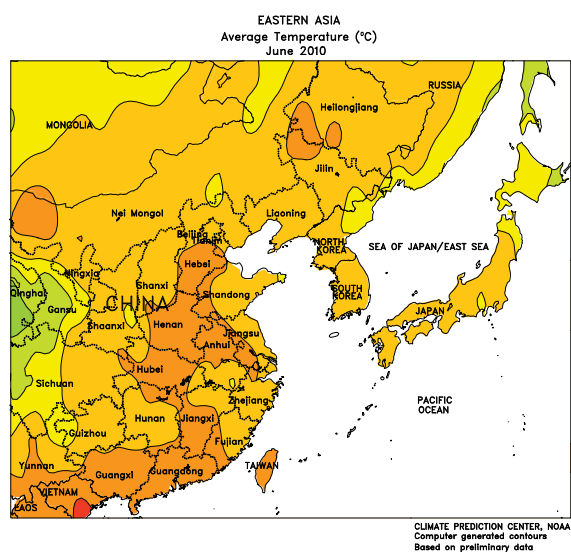 EASTERN ASIA
Average Temperature (°C)
June 2010
RUSSIA
Heilongjiang
MONGOLIA
Jilin
Nei Mongol
Liaoning
Beijing
Tianjin
NORTH
KOREA
SEA OF JAPAN/EAST SEA
Hebei
Ningxia
Shanxi
Qinghai
Shandong
SOUTH
KOREA
CHINA
Gansu
JAPAN
Shaanxi
Henan
Jiangsu
Anhui
Hubei
Sichuan
Zhejiang
PACIFIC
OCEAN
Hunan
Jiangxi
Guizhou
Fujian
Yunnan
TAIWAN
Guangxi
Guangdong
VIETNAM
LAOS
CLIMATE PREDICTION CENTER, NOAA
Computer generated contours
Based on preliminary data